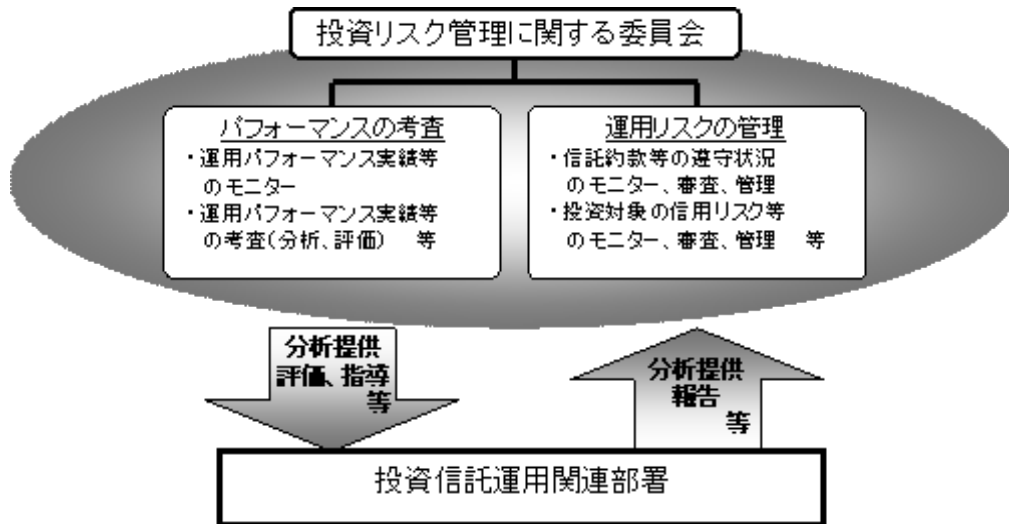 投資リスク管理に関する委員会
パフォーマンスの考査
・運用パフォーマンス実績等
のモニター
・運用パフォーマンス実績等
の考査(分析、評価) 等
運用リスクの管理
・信託約款等の遵守状況
のモニター、審査、管理
・投資対象の信用リスク等
のモニター、審査、管理 等
分析提供
評価、指導
等
分析提供
報告
等
投資信託運用関連部署